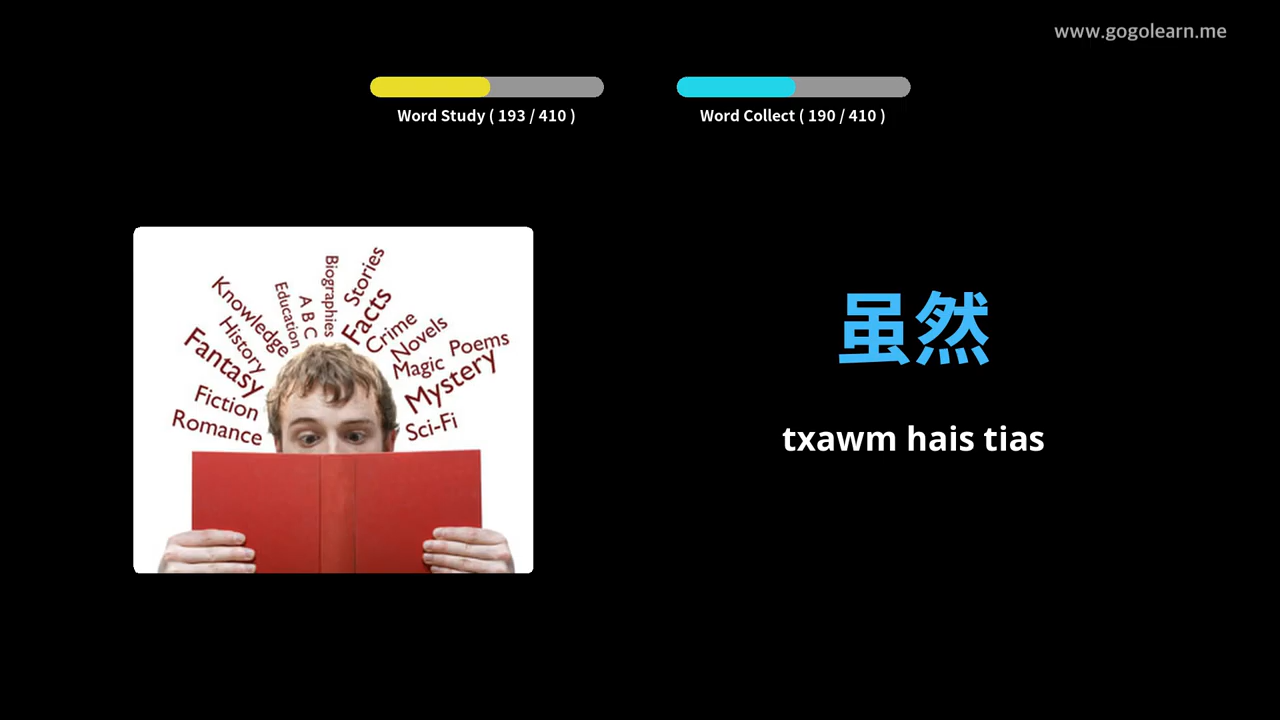 www.gogolearn.me
Word Study ( 193 / 410 )
Word Collect ( 190 / 410 )
Knowledge
History
Fantasy
Fiction
Romance
Education
A B C
Biographies
Stories
Facts
Crime
Novels
Magic
Poems
Mystery
Sci-Fi
虽然
txawm hais tias